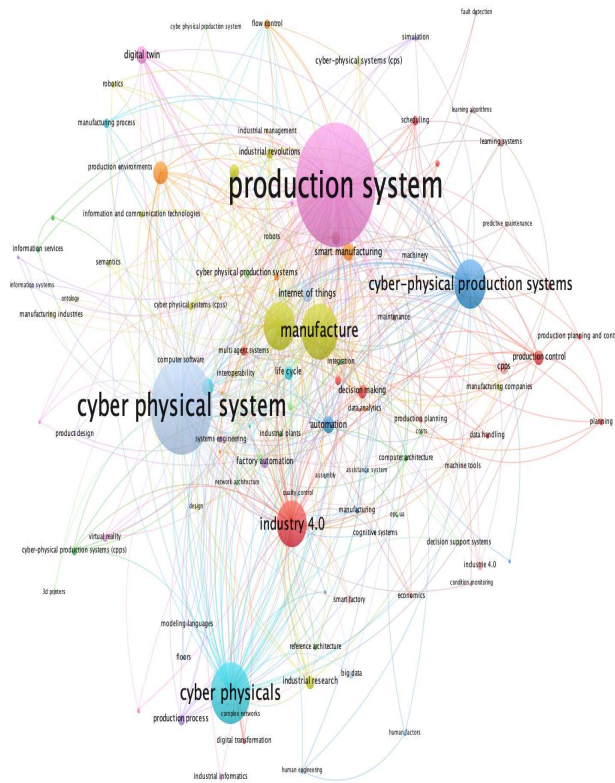 fault detection
cybe physical production system
flow control
simulation
digital twin
cyber-physical systems (cps)
robotics
learning algorithms
manufacturing process
scheduling
industrial management
learning systems
industrial revolutions
production environments
production system
information and communication technologies
predictive maintenance
robots
information services
smart manufacturing
machinery
semantics
cyber physical production systems
information systems
cyber-physical production systems
internet of things
ontology
cyber physical systems (cpss)
manufacturing industries
maintenance
manufacture
production planning and cont
computer software
multi agent systems
integration
production control
interoperability
life cycle
cpps
decision making
manufacturing companies
cyber physical system
data analytics
production planning
planning
automation
costs
product design
systems engineering
industrial plants
data handling
factory automation
computer architecture
machine tools
network architecture
assembly
assistance system
quality control
design
manufacturing
opc ua
industry 4.0
cognitive systems
virtual reality
decision support systems
cyber-physical production systems (cpps)
industrie 4.0
condition monitoring
3d printers
smart factory
economics
modeling languages
reference architecture
floors
big data
industrial research
cyber physicals
complex networks
production process
human factors
digital transformation
human engineering
industrial informatics